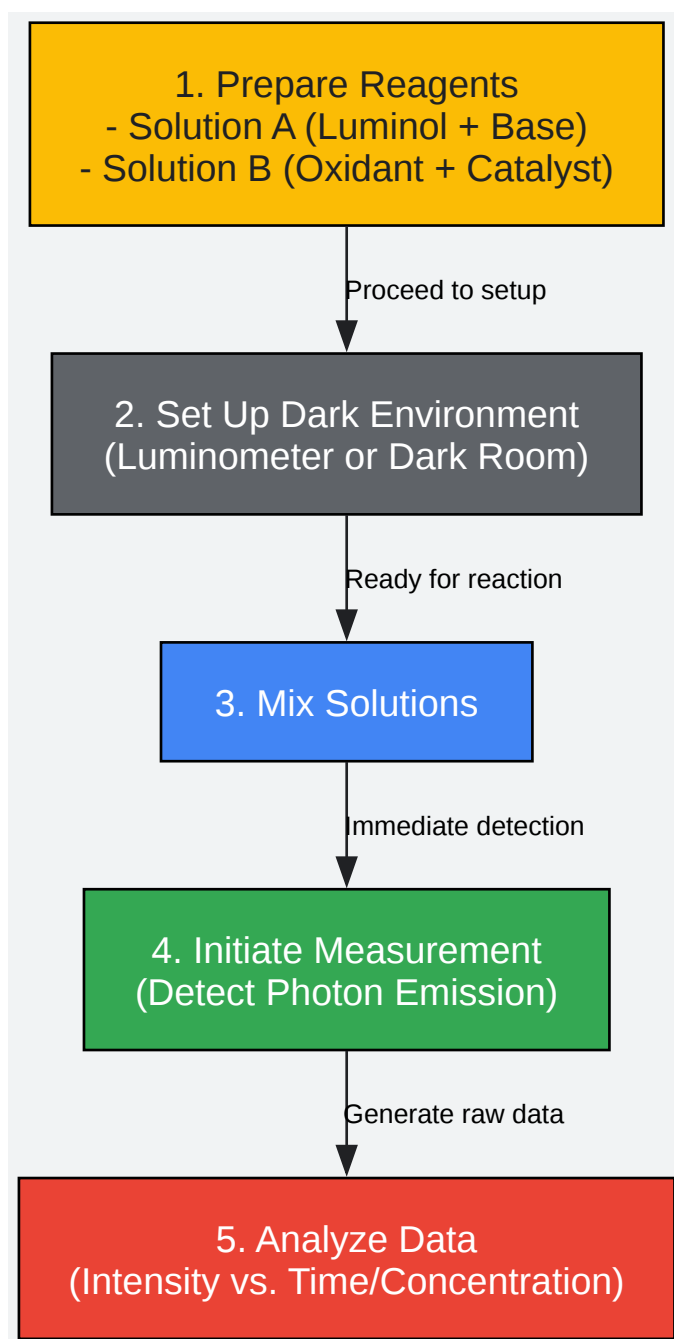 1. Prepare Reagents
- Solution A (Luminol + Base)
- Solution B (Oxidant + Catalyst)
Proceed to setup
2. Set Up Dark Environment
(Luminometer or Dark Room)
Ready for reaction
3. Mix Solutions
Immediate detection
4. Initiate Measurement
(Detect Photon Emission)
Generate raw data
5. Analyze Data
(Intensity vs. Time/Concentration)